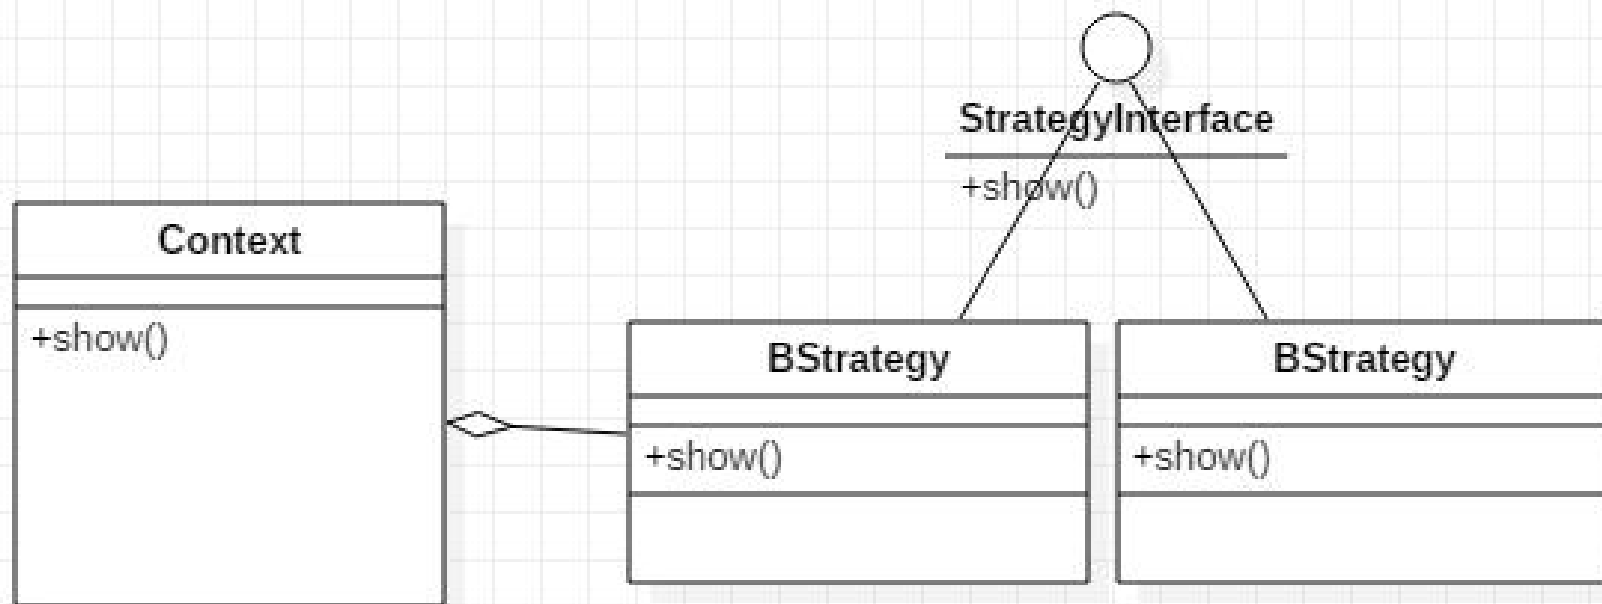 StrategyInterface
+show()
Context
+show()
BStrategy
+show()
BStrategy
+show()